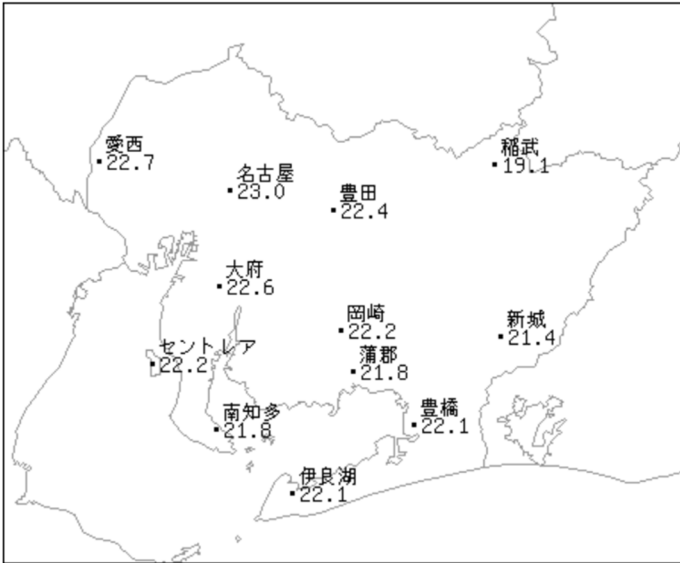 愛西
22.7
稲武
19.1
名古屋
23.0
豊田
22.4
大府
22.6
岡崎
22.2
新城
21.4
セントレア
22.2
蒲郡
21.8
南知多
21.8
豊橋
22.1
伊良湖
22.1